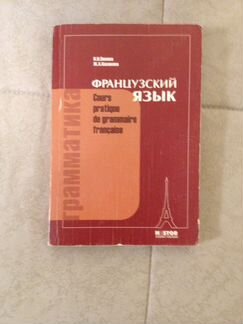 ФРАНЦУЗСКИЙ
ЯЗЫК
Cours
pratique
de grammaire
française
грамматика